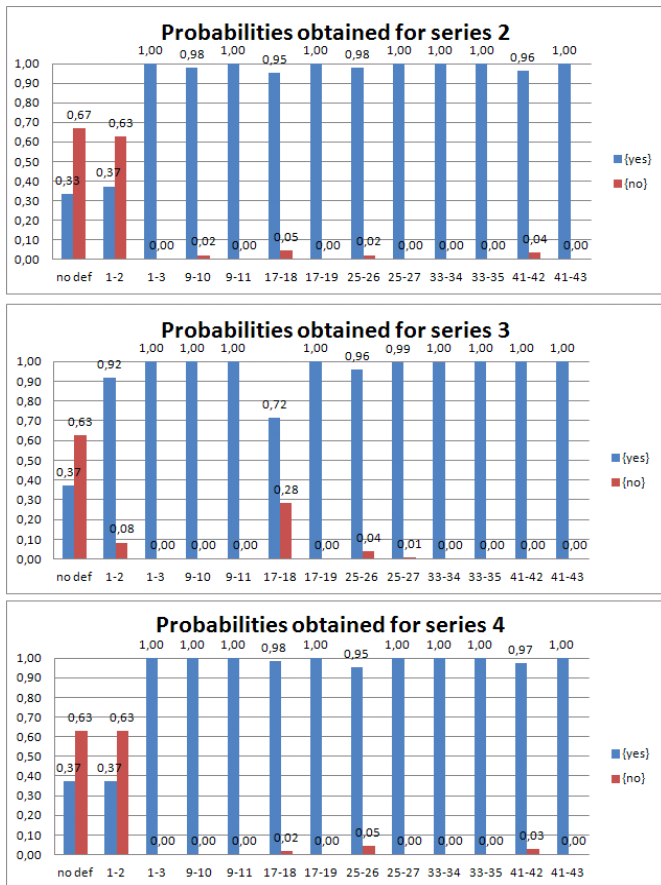 Probabilities obtained for series 2
1,00 0,98 1,00 0,95 1,00 0,98 1,00 1,00 1,00 0,96 1,00
1,00
0,90
0,80
0,70
0,60
0,50
0,40
0,30
0,20
0,10
0,00
0,67
0,63
0,33
0,37
0,00 0,02 0,00 0,05 0,00 0,02 0,00 0,00 0,00 0,04 0,00
no def 1-2 1-3 9-10 9-11 17-18 17-19 25-26 25-27 33-34 33-35 41-42 41-43
{yes}
{no}
Probabilities obtained for series 3
0,92 1,00 1,00 1,00 0,72 1,00 0,96 0,99 1,00 1,00 1,00 1,00
1,00
0,90
0,80
0,70
0,60
0,50
0,40
0,30
0,20
0,10
0,00
0,63
0,37
0,08 0,00 0,00 0,00 0,28 0,00 0,04 0,01 0,00 0,00 0,00 0,00
no def 1-2 1-3 9-10 9-11 17-18 17-19 25-26 25-27 33-34 33-35 41-42 41-43
{yes}
{no}
Probabilities obtained for series 4
1,00 1,00 1,00 0,98 1,00 0,95 1,00 1,00 1,00 0,97 1,00
1,00
0,90
0,80
0,70
0,60
0,50
0,40
0,30
0,20
0,10
0,00
0,63 0,63
0,37 0,37
0,00 0,00 0,00 0,02 0,00 0,05 0,00 0,00 0,00 0,03 0,00
no def 1-2 1-3 9-10 9-11 17-18 17-19 25-26 25-27 33-34 33-35 41-42 41-43
{yes}
{no}